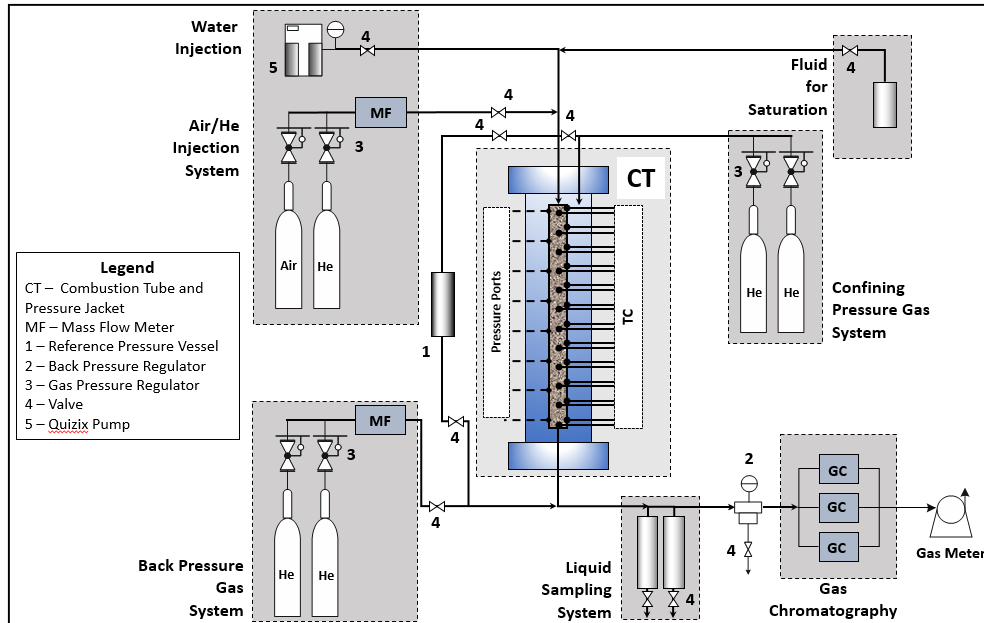 Water
Injection
5
4
4
Fluid
for
Saturation
Air/He
Injection
System
MF
3
4
4
4
Air
He
CT
Pressure Ports
TC
3
He
He
Confining
Pressure Gas
System
Legend
CT – Combustion Tube and
Pressure Jacket
MF – Mass Flow Meter
1 – Reference Pressure Vessel
2 – Back Pressure Regulator
3 – Gas Pressure Regulator
4 – Valve
5 – Quizix Pump
1
MF
3
4
4
He
He
Back Pressure
Gas
System
Liquid
Sampling
System
4
2
4
GC
GC
GC
Gas
Chromatography
Gas Meter